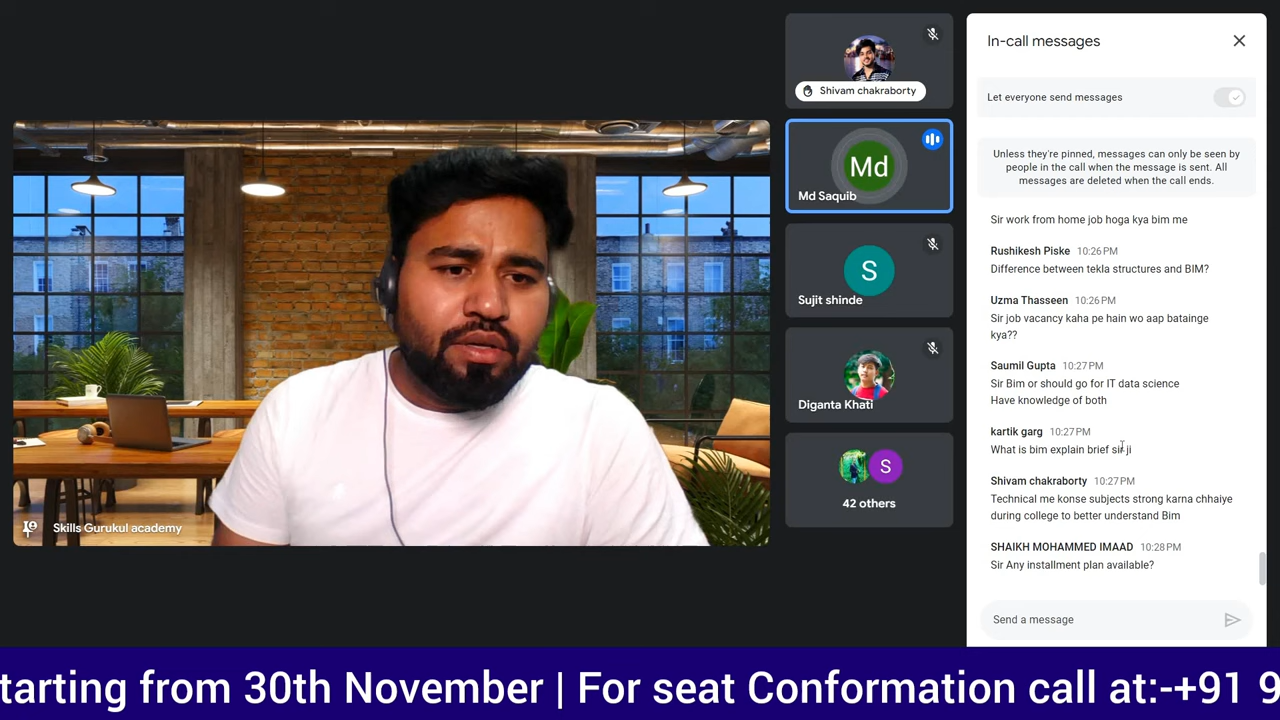 Shivam chakraborty
Md
Md Saquib
S
Sujit shinde
Diganta Khati
S
42 others
Skills Gurukul academy
In-call messages
Let everyone send messages
Unless they're pinned, messages can only be seen by
people in the call when the message is sent. All
messages are deleted when the call ends.
Sir work from home job hoga kya bim me
Rushikesh Piske 10:26 PM
Difference between tekla structures and BIM?
Uzma Thasseen 10:26 PM
Sir job vacancy kaha pe hain wo aap batainge
kya??
Saumil Gupta 10:27 PM
Sir Bim or should go for IT data science
Have knowledge of both
kartik garg 10:27 PM
What is bim explain brief sir ji
Shivam chakraborty 10:27 PM
Technical me konse subjects strong karna chhaiye
during college to better understand Bim
SHAIKH MOHAMMED IMAAD 10:28 PM
Sir Any installment plan available?
Send a message
tarting from 30th November | For seat Conformation call at:-+91 9